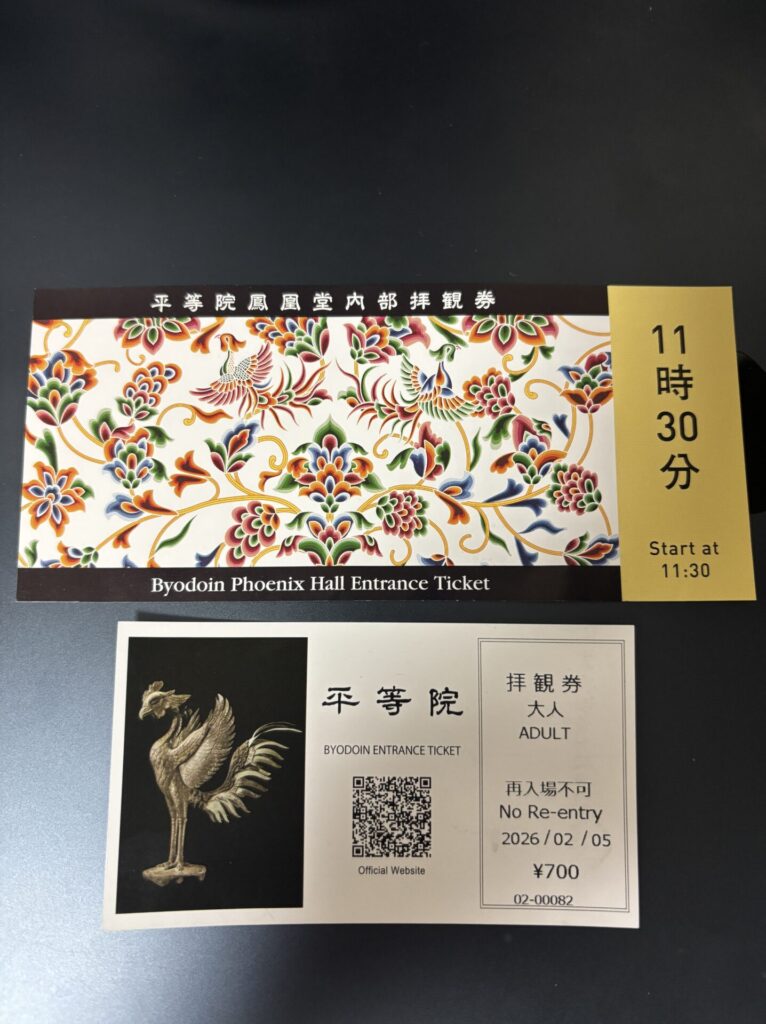 平等院鳳凰堂内部拝観券
Byodoin Phoenix Hall Entrance Ticket
11
時
30
分
Start at
11:30
平等院
BYODOIN ENTRANCE TICKET
Official Website
拝観券
大人
ADULT
再入場不可
No Re-entry
2026 / 02 / 05
¥700
02-00082